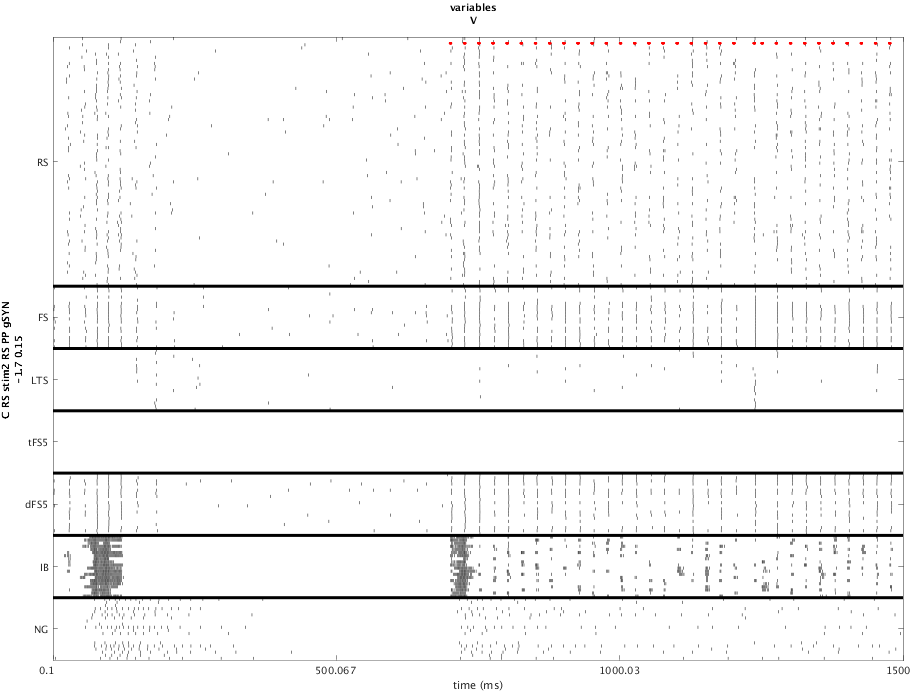 variables
V
RS
FS
LTS
tFS5
dFS5
IB
NG
C RS stim2 RS PP gSYN
-1.7 0.15
0.1
500.067
1000.03
1500
time (ms)